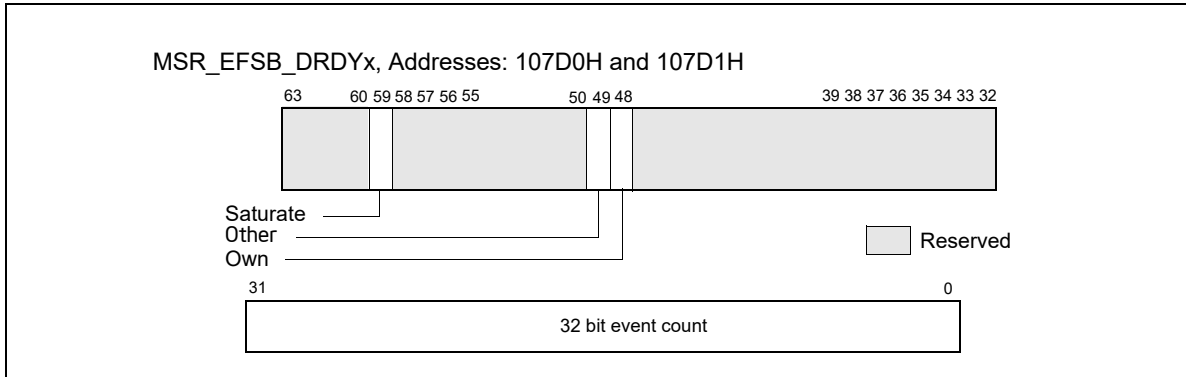 MSR_EFSB_DRDYx, Addresses: 107D0H and 107D1H
63 60 59 58 57 56 55 50 49 48 39 38 37 36 35 34 33 32
Saturate
Other
Own
Reserved
31 0
32 bit event count